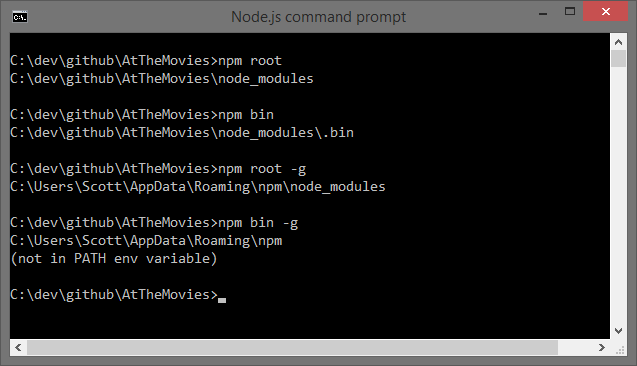 Node.js command prompt
C:\dev\github\AtTheMovies>npm root
C:\dev\github\AtTheMovies\node_modules
C:\dev\github\AtTheMovies>npm bin
C:\dev\github\AtTheMovies\node_modules\.bin
C:\dev\github\AtTheMovies>npm root -g
C:\Users\Scott\AppData\Roaming\npm\node_modules
C:\dev\github\AtTheMovies>npm bin -g
C:\Users\Scott\AppData\Roaming\npm
(not in PATH env variable)
C:\dev\github\AtTheMovies>